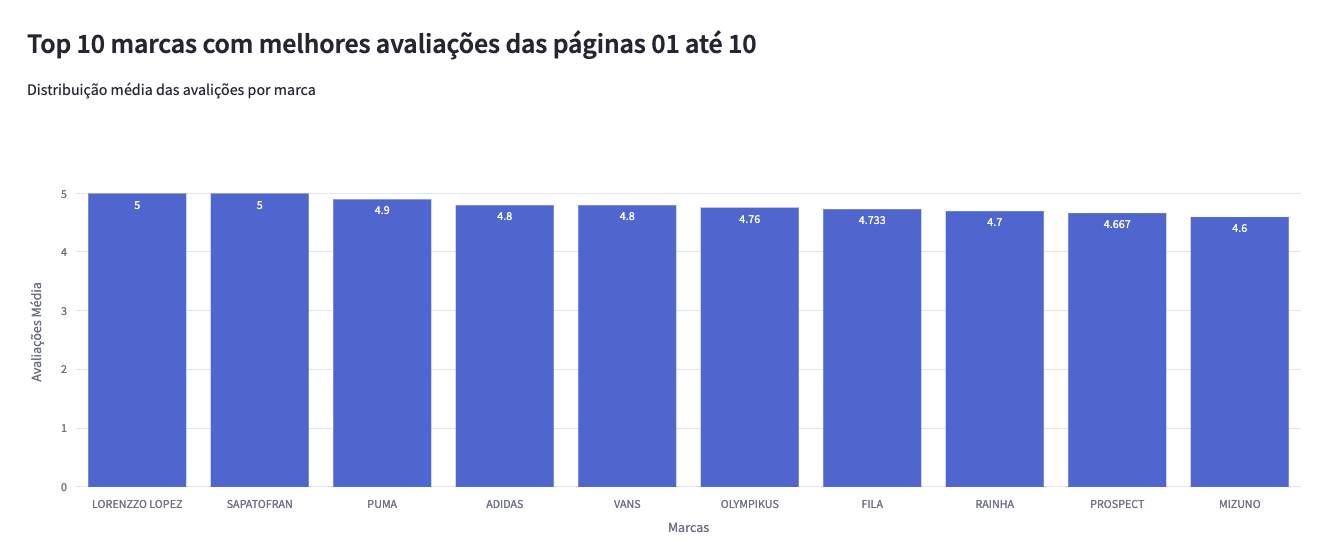 Top 10 marcas com melhores avaliações das páginas 01 até 10
Distribuição média das avalições por marca
5
4
3
2
1
0
Avaliações Média
5
5
4.9
4.8
4.8
4.76
4.733
4.7
4.667
4.6
LORENZZO LOPEZ
SAPATOFRAN
PUMA
ADIDAS
VANS
OLYMPIKUS
FILA
RAINHA
PROSPECT
MIZUNO
Marcas